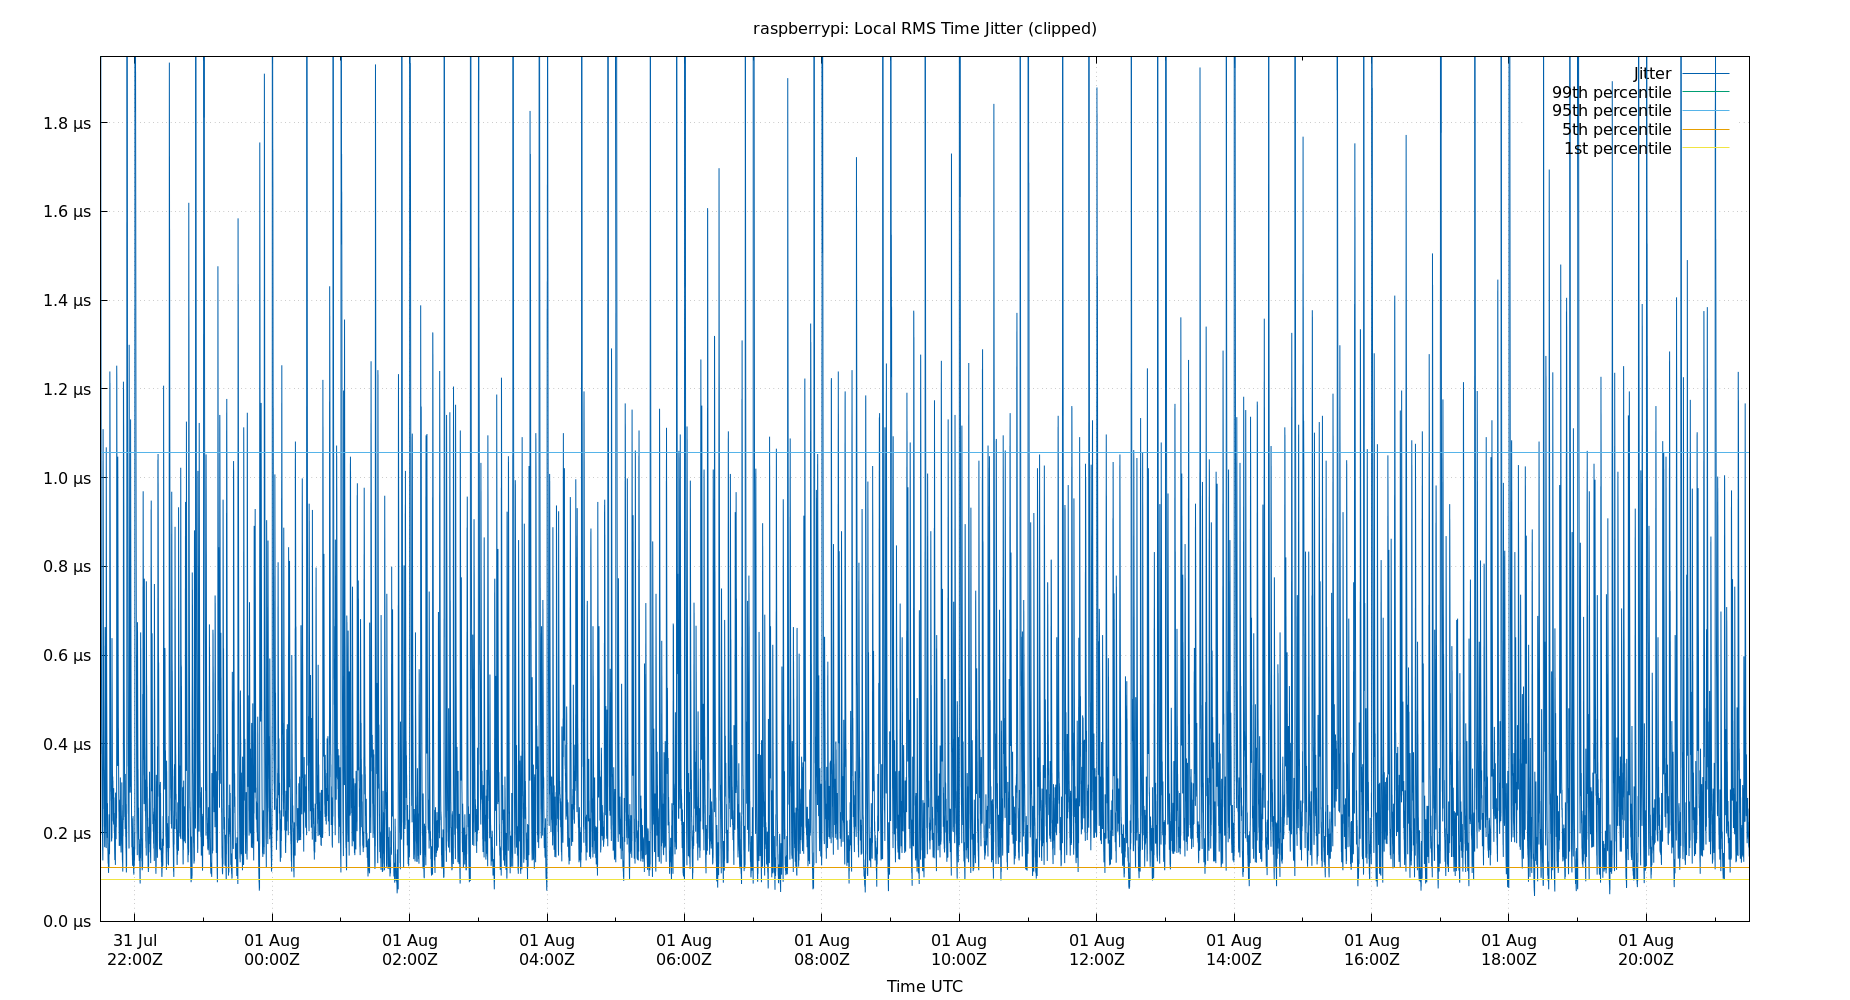 raspberrypi: Local RMS Time Jitter (clipped)
Jitter
99th percentile
95th percentile
5th percentile
1st percentile
1.8 μs
1.6 μs
1.4 μs
1.2 μs
1.0 μs
0.8 μs
0.6 μs
0.4 μs
0.2 μs
0.0 μs
31 Jul 01 Aug 01 Aug 01 Aug 01 Aug 01 Aug 01 Aug 01 Aug 01 Aug 01 Aug 01 Aug 01 Aug
22:00Z 00:00Z 02:00Z 04:00Z 06:00Z 08:00Z 10:00Z 12:00Z 14:00Z 16:00Z 18:00Z 20:00Z
Time UTC